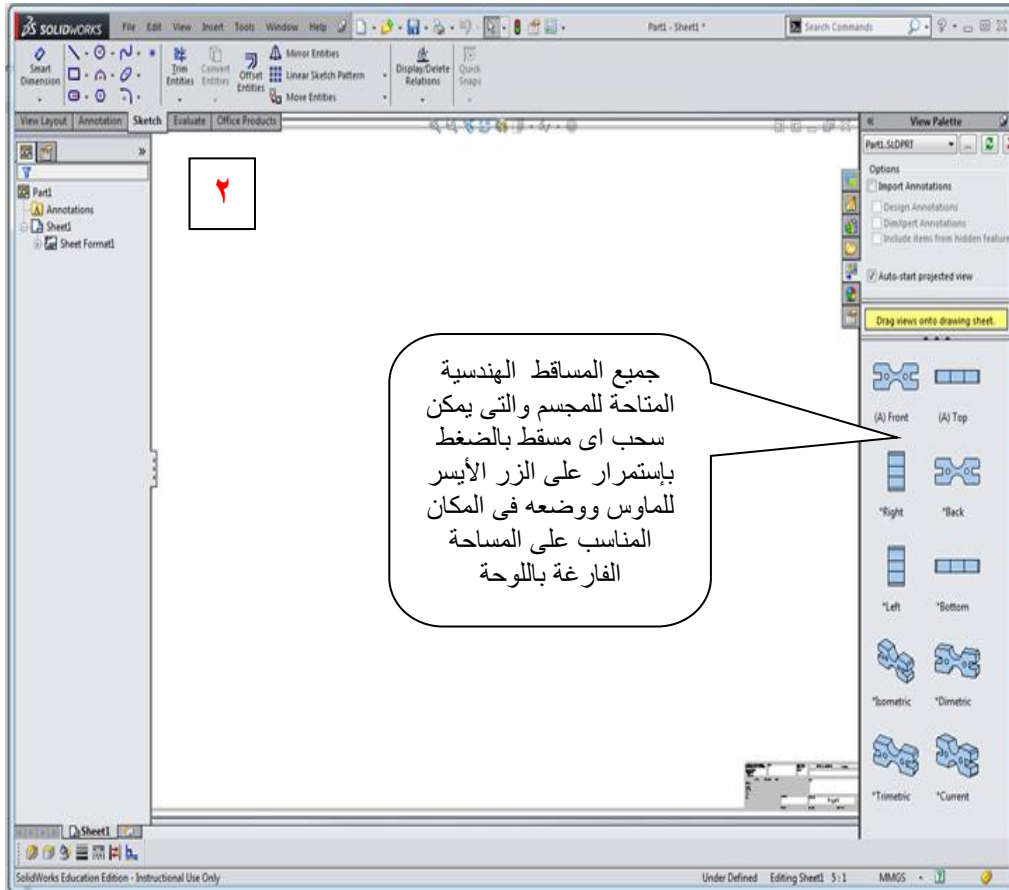 SOLIDWORKS File Edit View Insert Tools Window Help Part1 - Sheet1 * Search Commands
Smart Dimension
Trim Entities
Convert Entities
Offset Entities
Mirror Entities
Linear Sketch Pattern
Move Entities
Display/Delete Relations
Quick Snaps
View Layout Annotation Sketch Evaluate Office Products
Part1
Annotations
Sheet1
Sheet Format1
٢
جميع المساقط الهندسية
المتاحة للمجسم والتى يمكن
سحب اى مسقط بالضغط
بإستمرار على الزر الأيسر
للماوس ووضعه فى المكان
المناسب على المساحة
الفارغة باللوحة
View Palette
Part1.SLDPRT
Options
Import Annotations
Design Annotations
DimXpert Annotations
Include items from hidden feature
Auto-start projected view
Drag views onto drawing sheet.
(A) Front (A) Top
*Right *Back
*Left *Bottom
*Isometric *Dimetric
*Trimetric *Current
Sheet1
SolidWorks Education Edition - Instructional Use Only Under Defined Editing Sheet1 5 : 1 MMGS